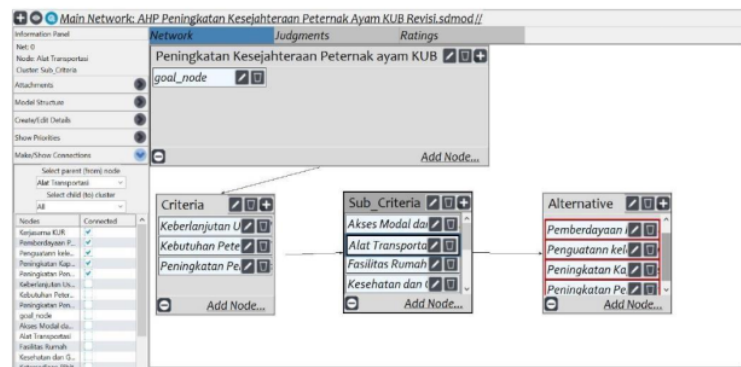 Main Network: AHP Peningkatan Kesejahteraan Peternak Ayam KUB Revisi.sdmod//
Information Panel
Net: 0
Node: Alat Transportasi
Cluster: Sub_Criteria
Attachments
Model Structure
Create/Edit Details
Show Priorities
Make/Show Connections
Select parent (from) node
Alat Transportasi
Select child (to) cluster
All
Nodes Connected
Kerjasama KUR
Pemberdayaan P...
Penguatann kele...
Peningkatan Kap...
Peningkatan Pen...
Keberlanjutan Us...
Kebutuhan Peter...
Peningkatan Pen...
goal_node
Akses Modal da...
Alat Transportasi
Fasilitas Rumah
Kesehatan dan G...
Network Judgments Ratings
Peningkatan Kesejahteraan Peternak ayam KUB
goal_node
Add Node...
Criteria
Keberlanjutan U
Kebutuhan Pete
Peningkatan Pe
Add Node...
Sub_Criteria
Akses Modal dan
Alat Transporta
Fasilitas Rumah
Kesehatan dan
Add Node...
Alternative
Pemberdayaan
Penguatann kel
Peningkatan Ka
Peningkatan Pe
Add Node...